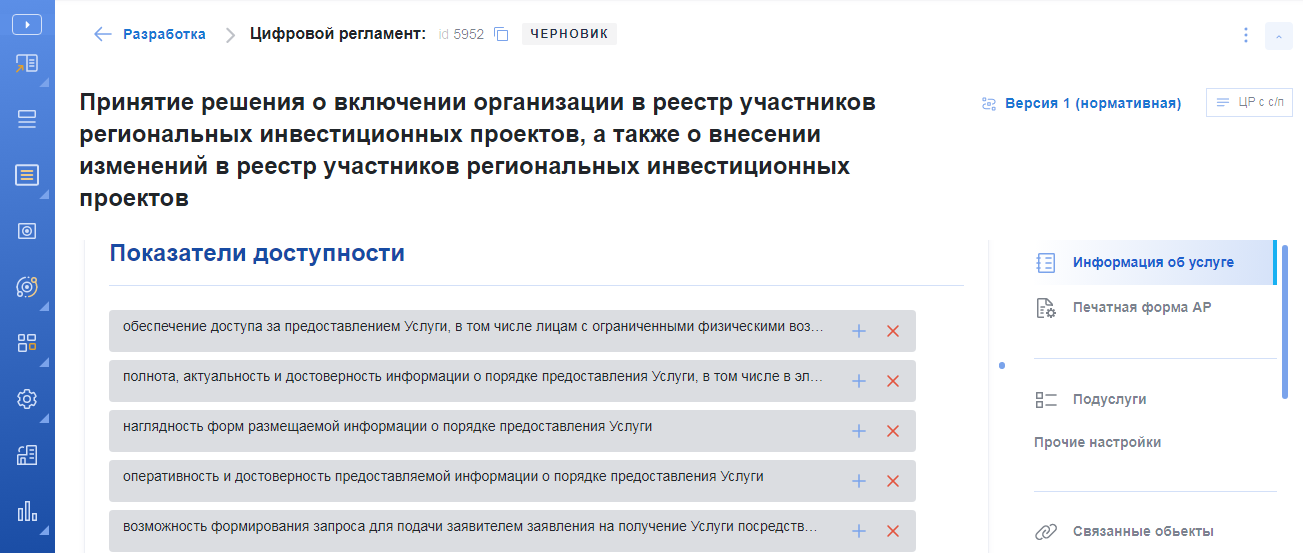 Разработка
Цифровой регламент:
id 5952
ЧЕРНОВИК
Принятие решения о включении организации в реестр участников
региональных инвестиционных проектов, а также о внесении
изменений в реестр участников региональных инвестиционных
проектов
Версия 1 (нормативная)
ЦР с с/п
Показатели доступности
обеспечение доступа за предоставлением Услуги, в том числе лицам с ограниченными физическими воз...
полнота, актуальность и достоверность информации о порядке предоставления Услуги, в том числе в эл...
наглядность форм размещаемой информации о порядке предоставления Услуги
оперативность и достоверность предоставляемой информации о порядке предоставления Услуги
возможность формирования запроса для подачи заявителем заявления на получение Услуги посредств...
Информация об услуге
Печатная форма АР
Подуслуги
Прочие настройки
Связанные обьекты